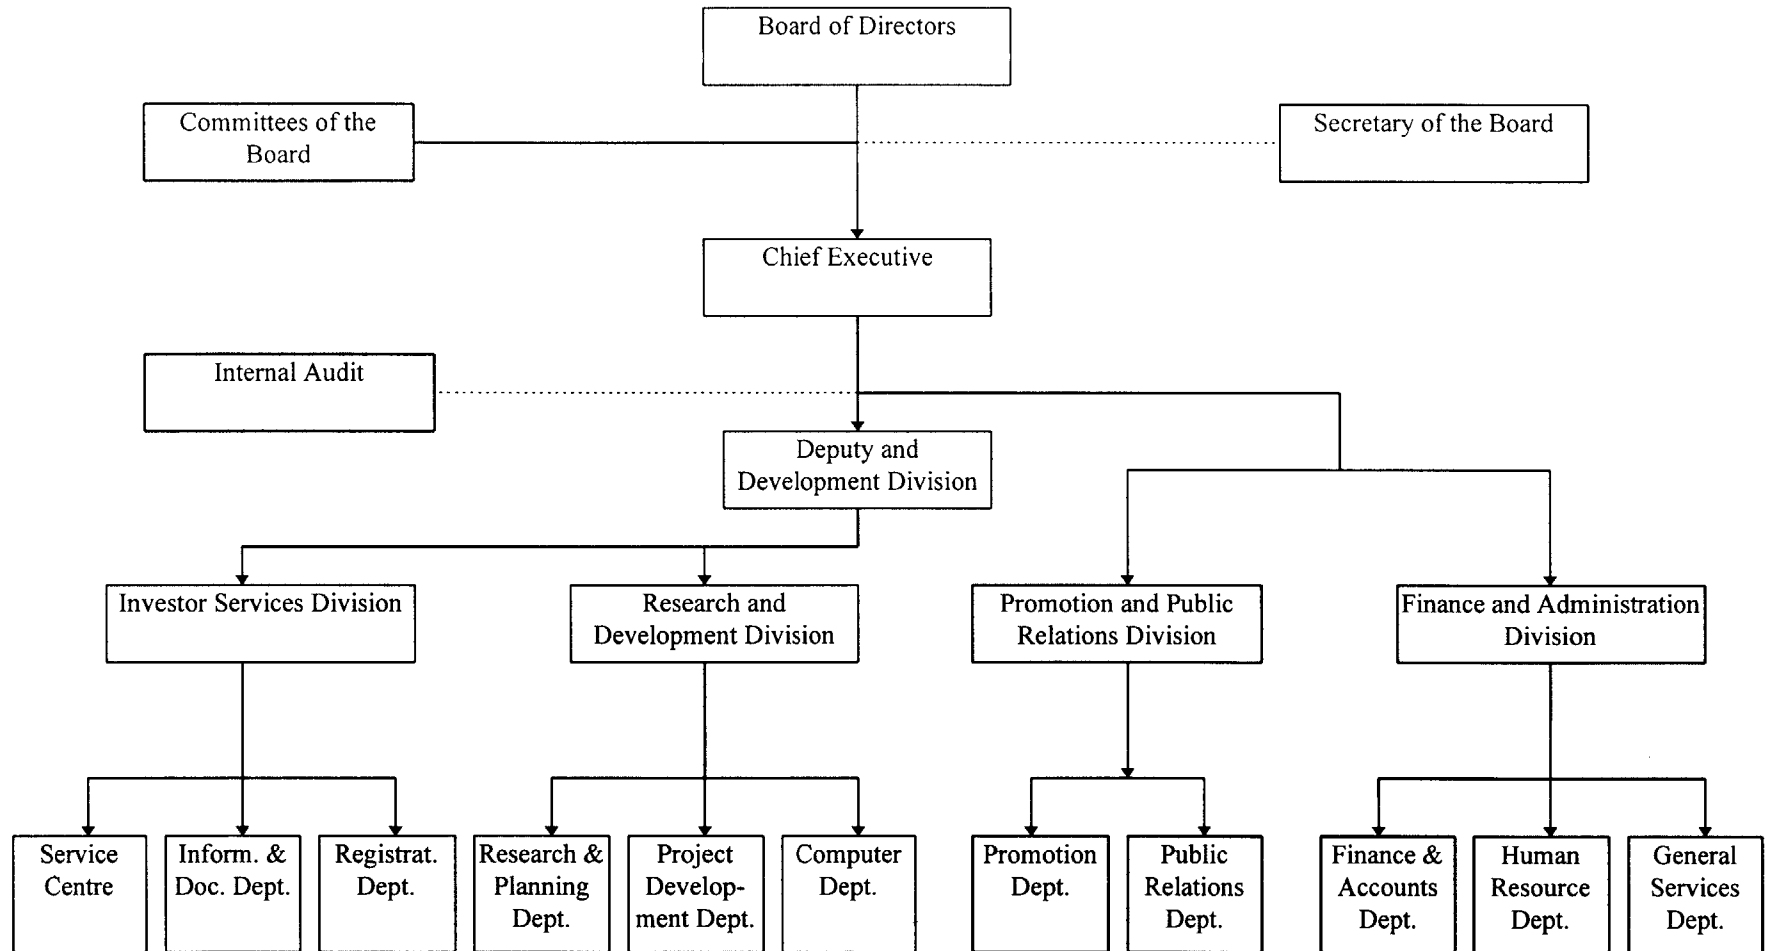 Board of Directors
Committees of the
Board
Secretary of the Board
Chief Executive
Internal Audit
Deputy and
Development Division
Investor Services Division
Research and
Development Division
Promotion and Public
Relations Division
Finance and Administration
Division
Service
Centre
Inform. &
Doc. Dept.
Registrat.
Dept.
Research &
Planning
Dept.
Project
Develop-
ment Dept.
Computer
Dept.
Promotion
Dept.
Public
Relations
Dept.
Finance &
Accounts
Dept.
Human
Resource
Dept.
General
Services
Dept.